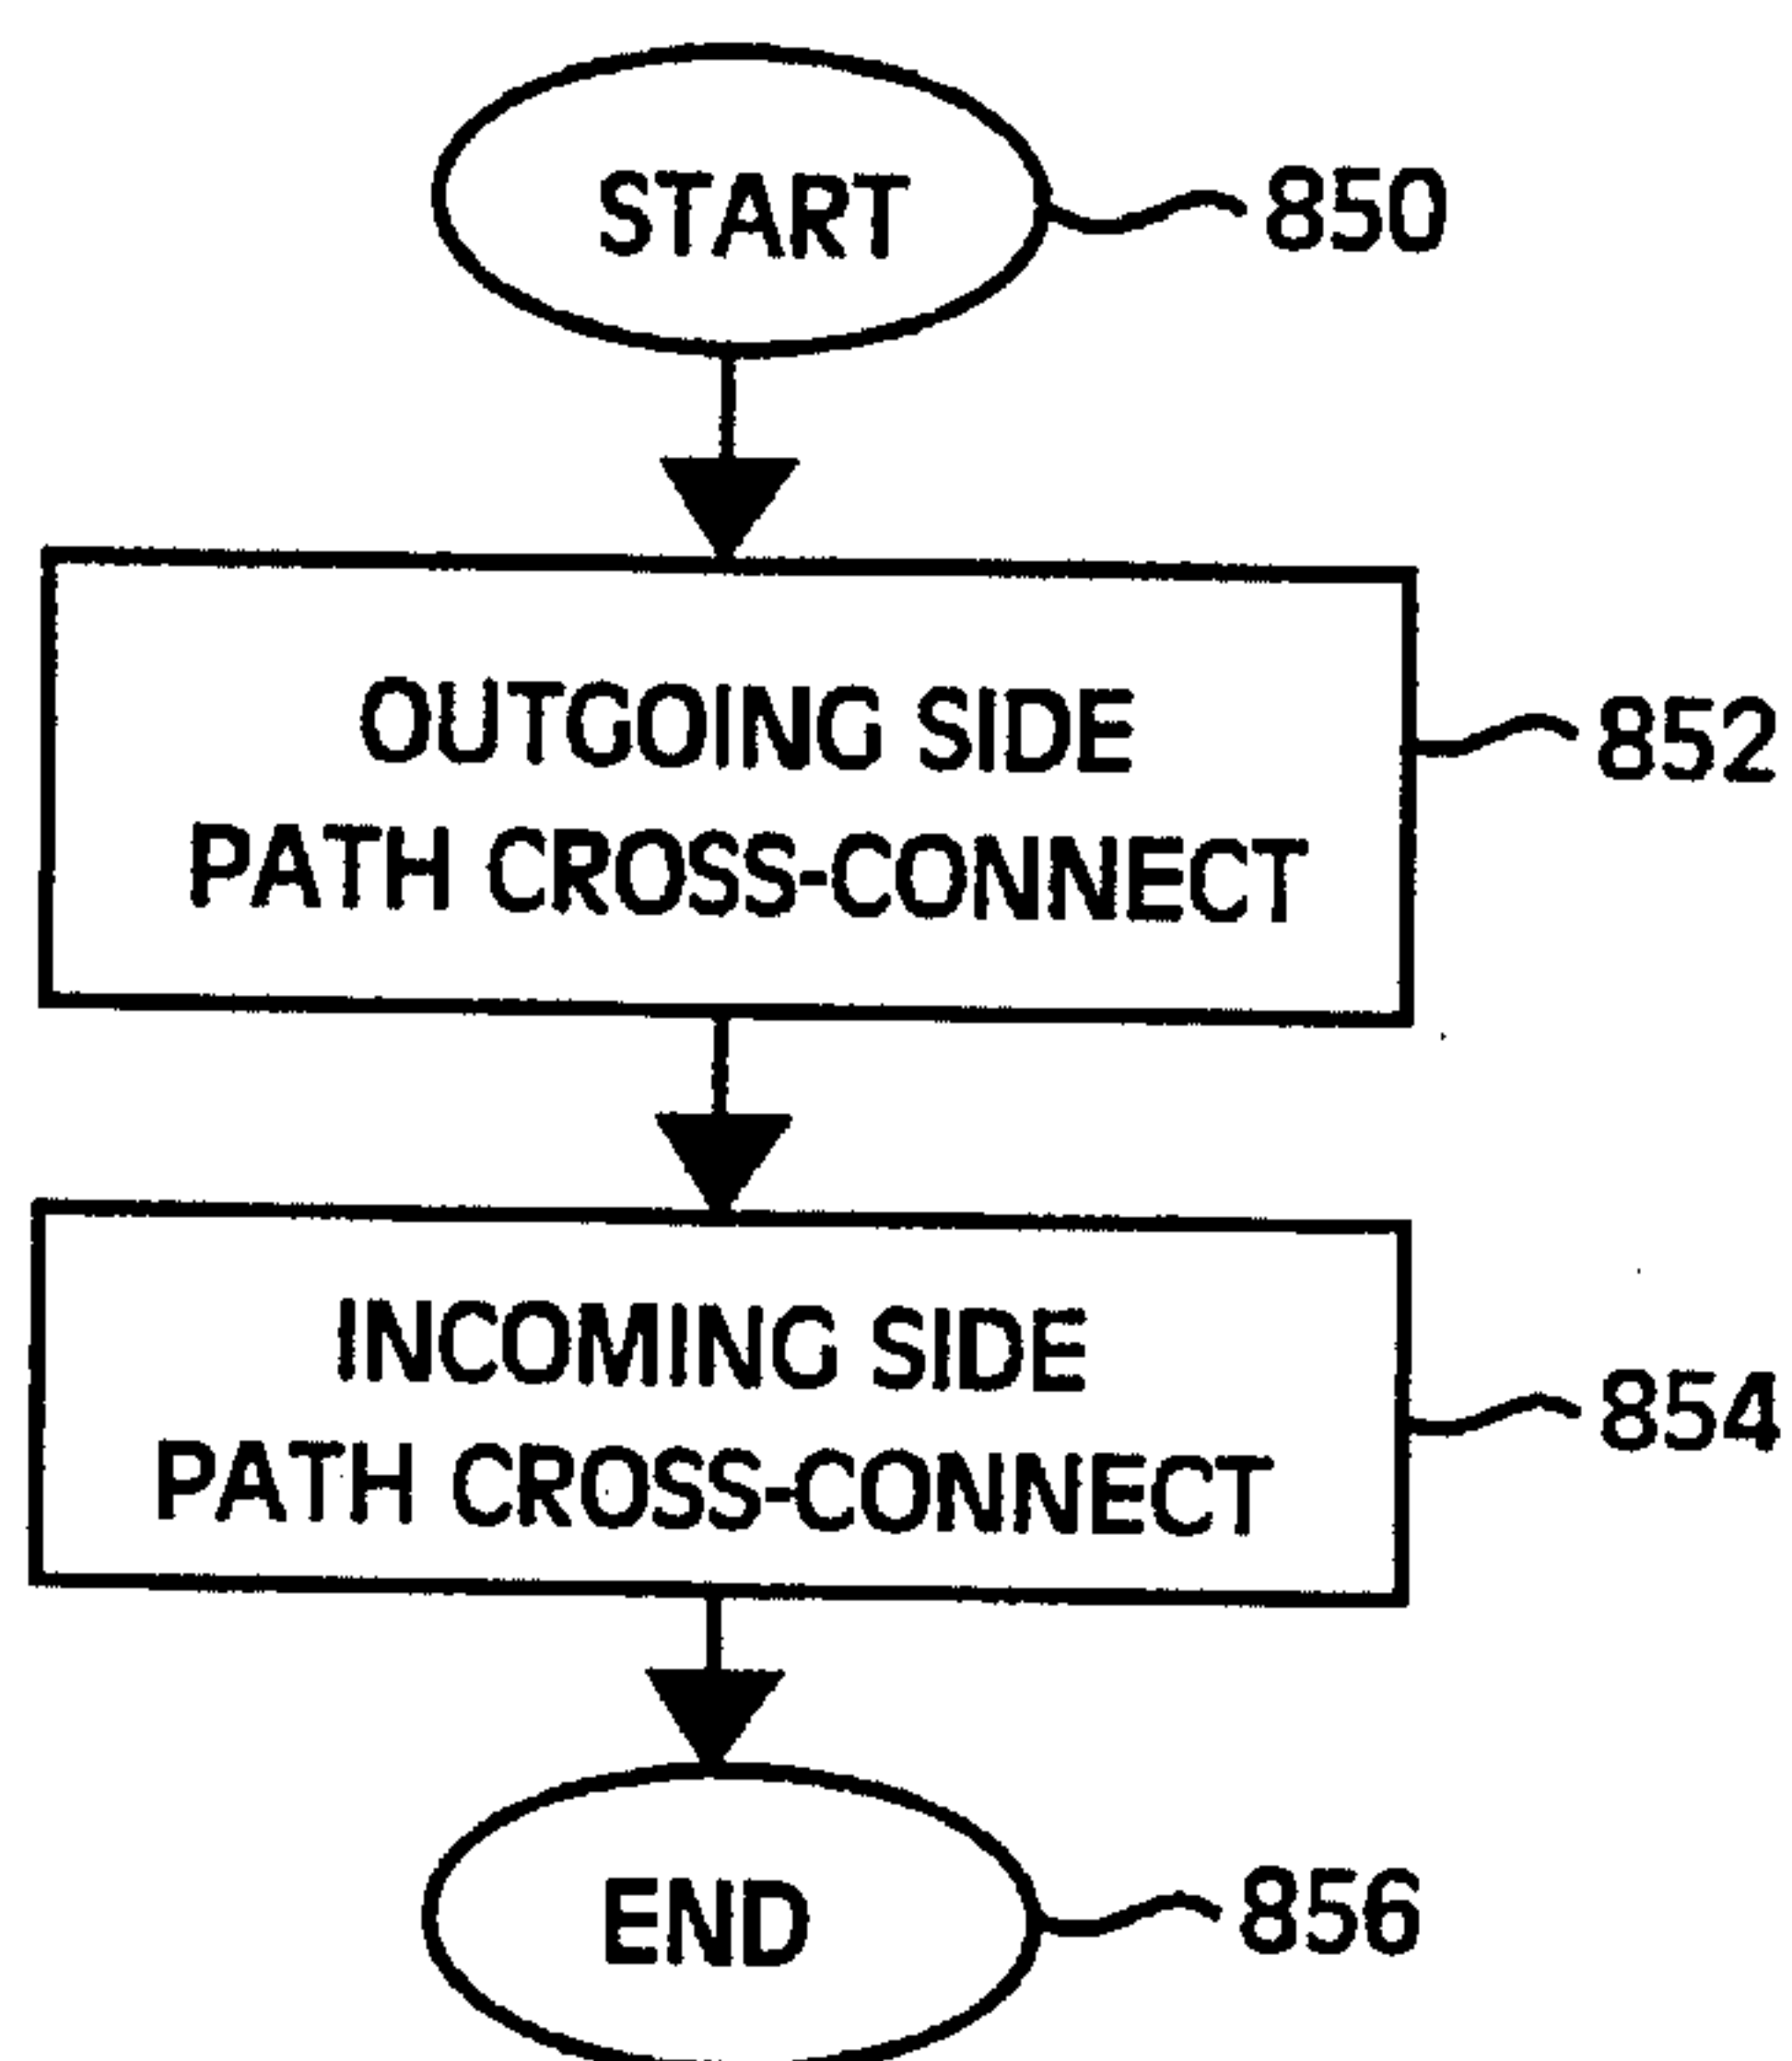 START
850
OUTGOING SIDE
PATH CROSS-CONNECT
852
INCOMING SIDE
PATH CROSS-CONNECT
854
END
856